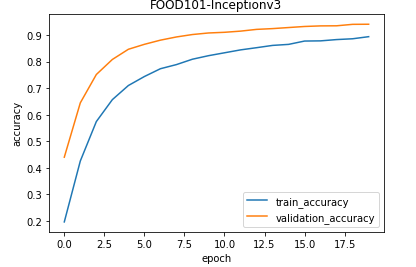 FOOD101-Inceptionv3
accuracy
0.9
0.8
0.7
0.6
0.5
0.4
0.3
0.2
train_accuracy
validation_accuracy
0.0 2.5 5.0 7.5 10.0 12.5 15.0 17.5
epoch